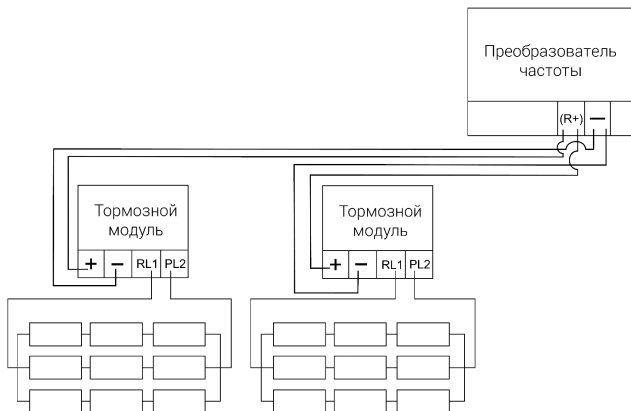 Преобразователь
частоты
(R+) —
Тормозной
модуль
+ — RL1 PL2
Тормозной
модуль
+ — RL1 PL2